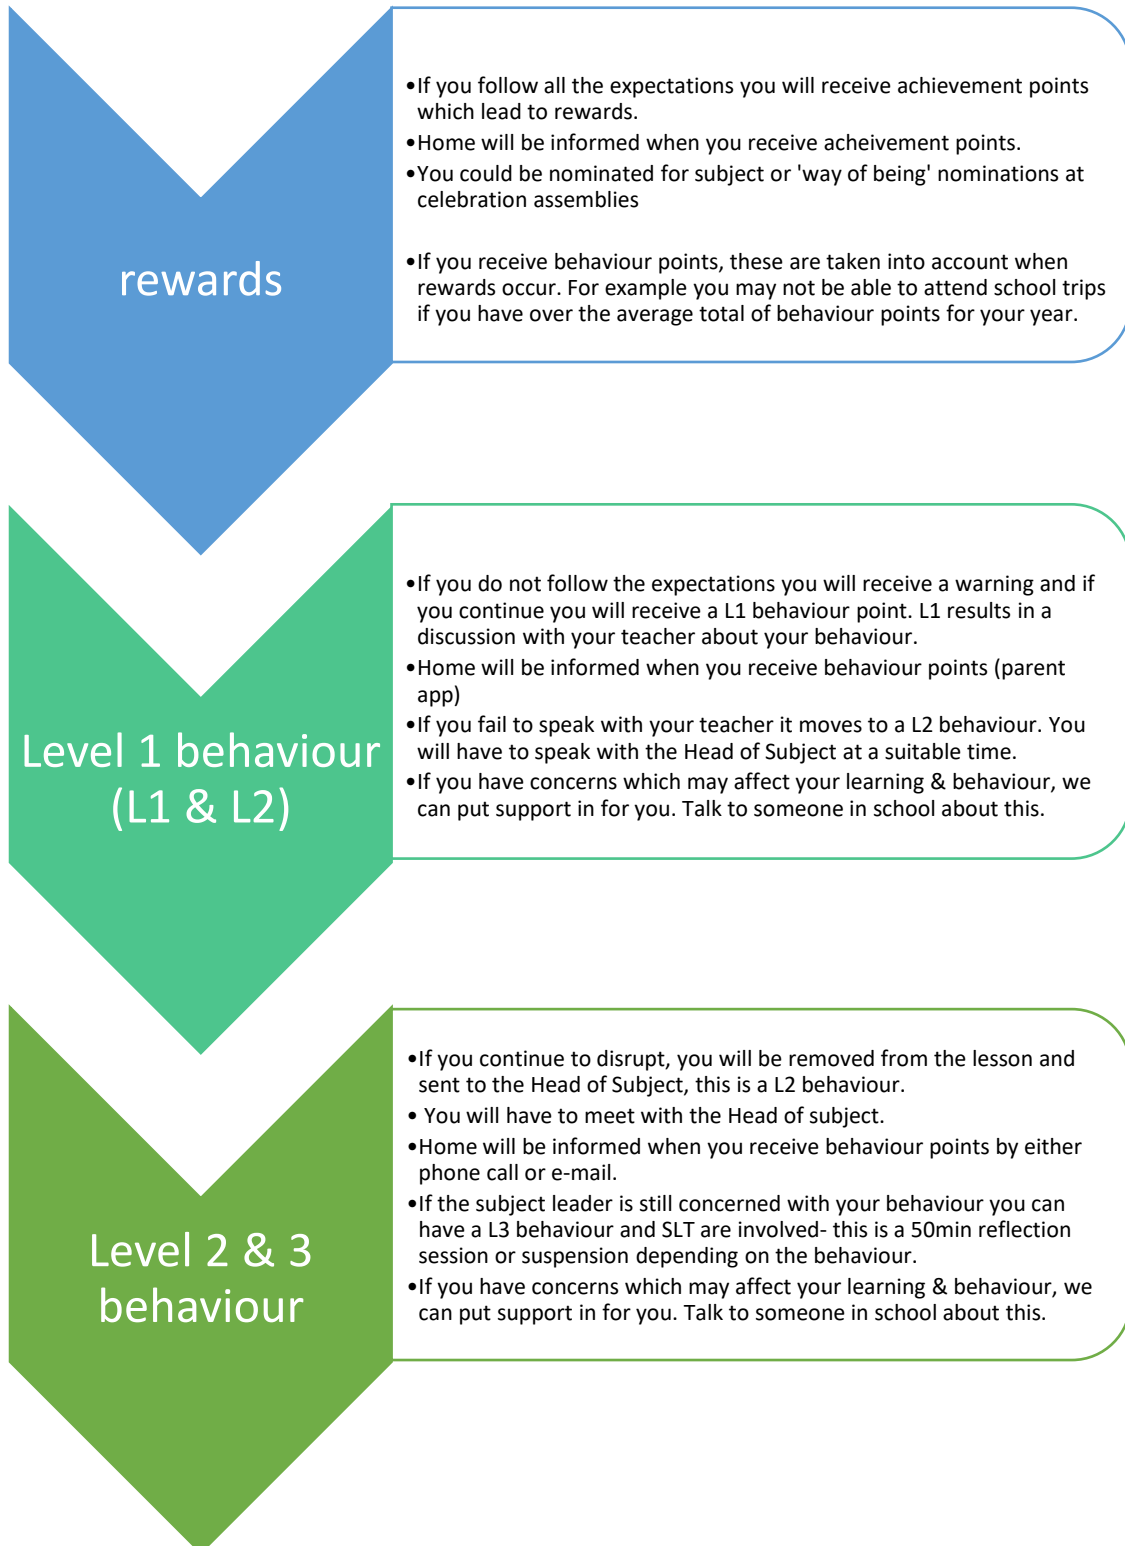 rewards
•If you follow all the expectations you will receive achievement points
which lead to rewards.
•Home will be informed when you receive acheivement points.
•You could be nominated for subject or 'way of being' nominations at
celebration assemblies
•If you receive behaviour points, these are taken into account when
rewards occur. For example you may not be able to attend school trips
if you have over the average total of behaviour points for your year.
Level 1 behaviour
(L1 & L2)
•If you do not follow the expectations you will receive a warning and if
you continue you will receive a L1 behaviour point. L1 results in a
discussion with your teacher about your behaviour.
•Home will be informed when you receive behaviour points (parent
app)
•If you fail to speak with your teacher it moves to a L2 behaviour. You
will have to speak with the Head of Subject at a suitable time.
•If you have concerns which may affect your learning & behaviour, we
can put support in for you. Talk to someone in school about this.
Level 2 & 3
behaviour
•If you continue to disrupt, you will be removed from the lesson and
sent to the Head of Subject, this is a L2 behaviour.
• You will have to meet with the Head of subject.
•Home will be informed when you receive behaviour points by either
phone call or e-mail.
•If the subject leader is still concerned with your behaviour you can
have a L3 behaviour and SLT are involved- this is a 50min reflection
session or suspension depending on the behaviour.
•If you have concerns which may affect your learning & behaviour, we
can put support in for you. Talk to someone in school about this.